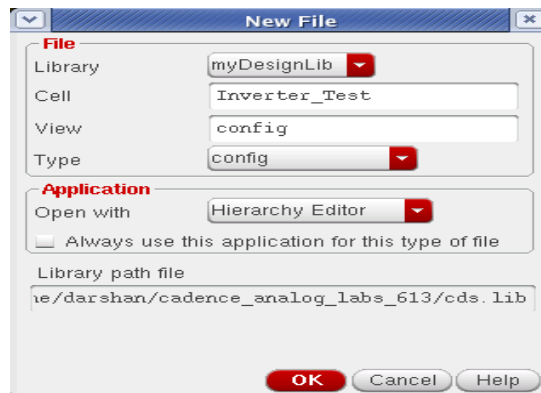 New File
File
Library myDesignLib
Cell Inverter_Test
View config
Type config
Application
Open with Hierarchy Editor
Always use this application for this type of file
Library path file
/darshan/cadence_analog_labs_613/cds.lib
OK Cancel Help